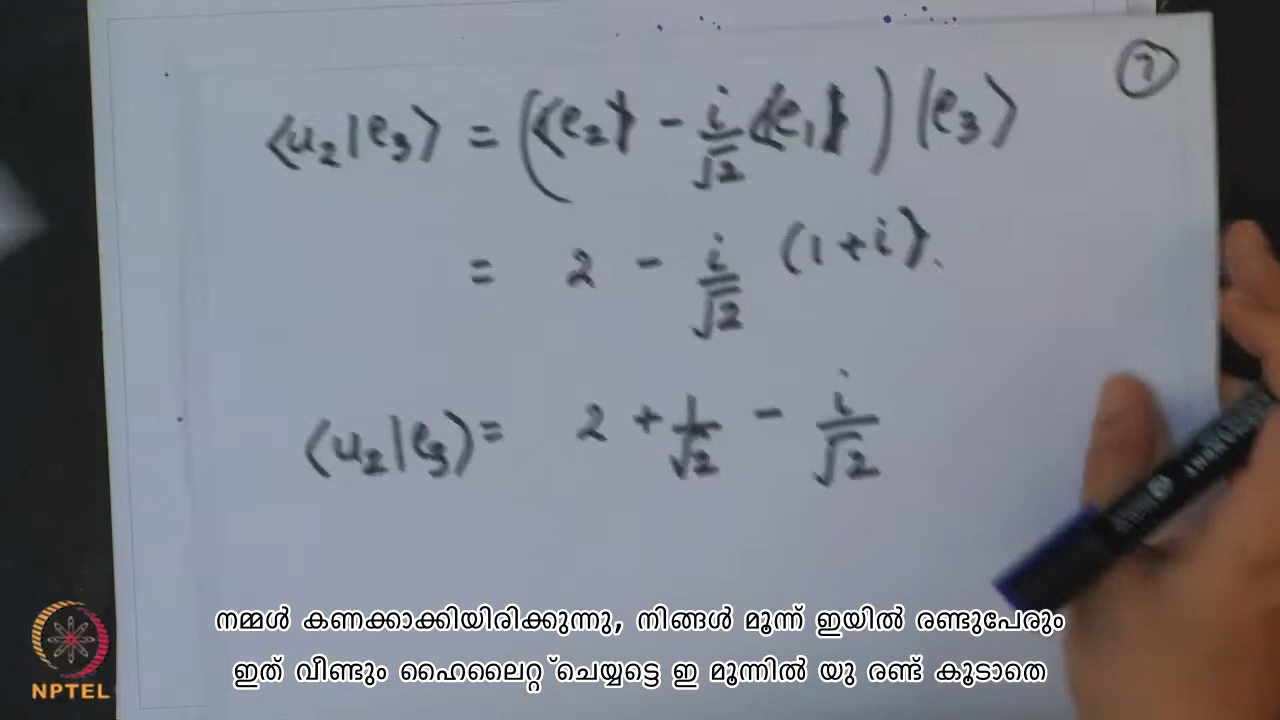 7
⟨u₂|e₃⟩ = (⟨e₂| - i/√2 ⟨e₁|) |e₃⟩
= 2 - i/√2 (1+i).
⟨u₂|e₃⟩ = 2 + 1/√2 - i/√2
നമ്മൾ കണക്കാക്കിയിരിക്കുന്നു, നിങ്ങൾ മൂന്ന് ഇയിൽ രണ്ടുപേരും
ഇത് വീണ്ടും ഹൈലൈറ്റ് ചെയ്യട്ടെ ഇ മൂന്നിൽ യു രണ്ട് കൂടാതെ
NPTEL